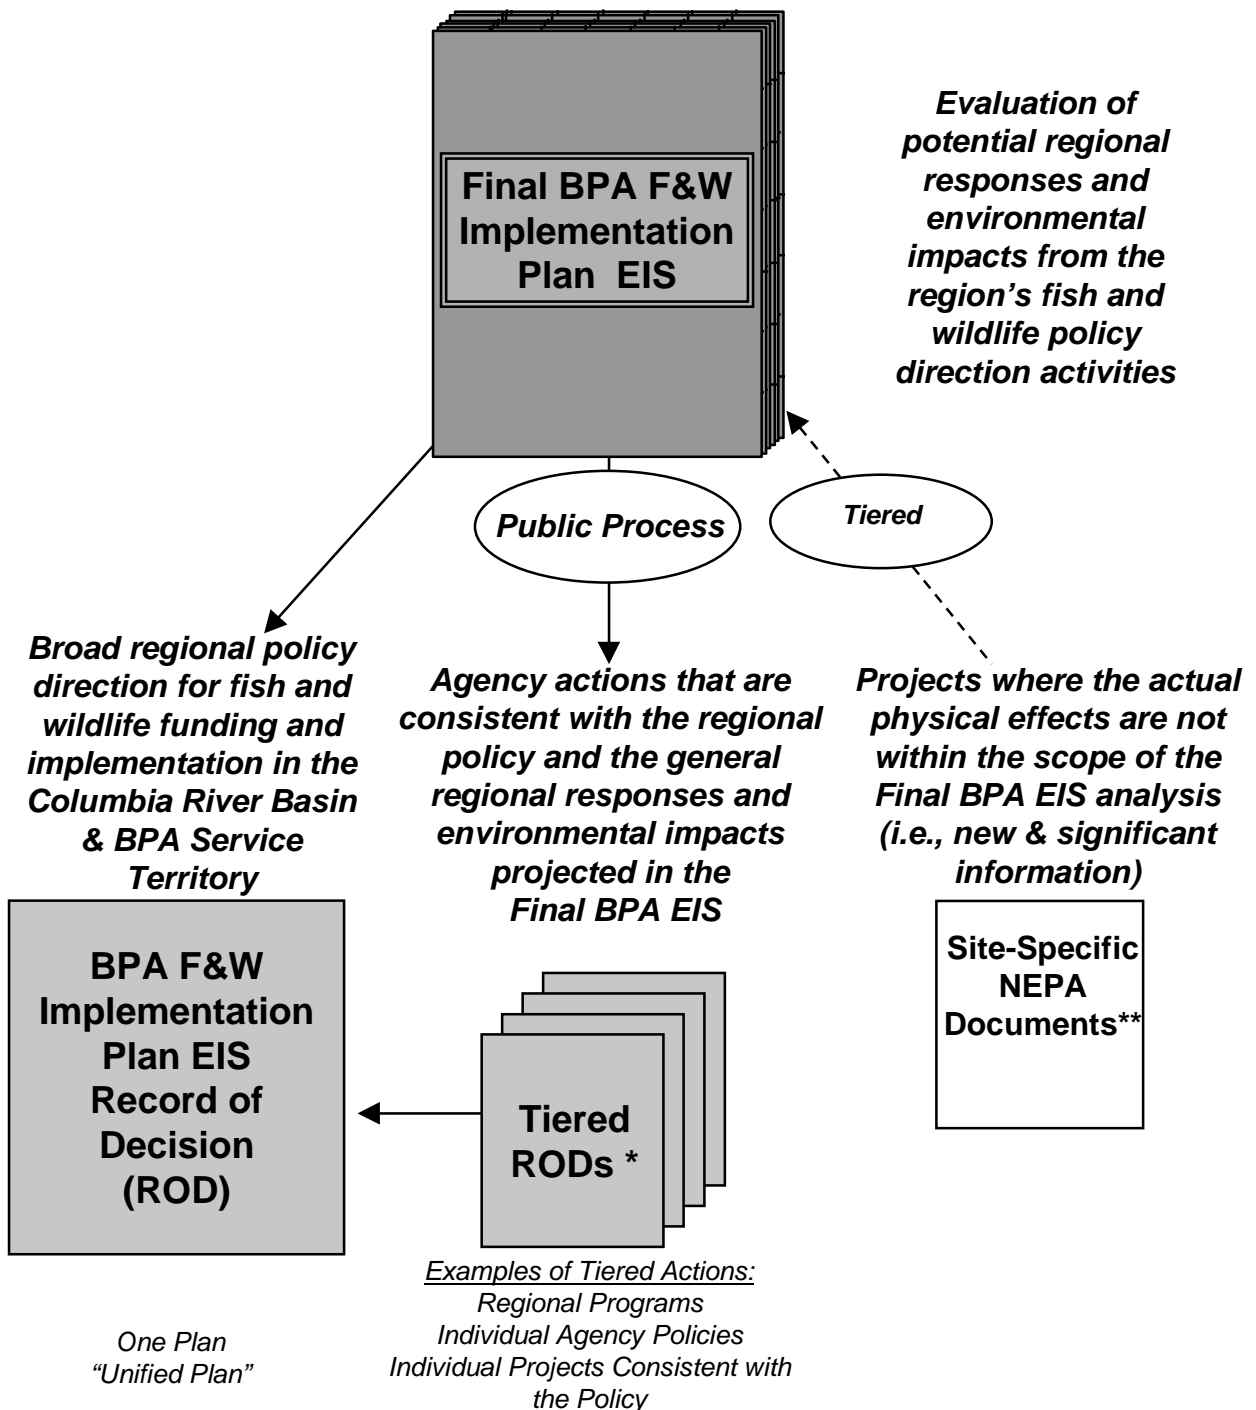 Final BPA F&W
Implementation
Plan EIS
Evaluation of
potential regional
responses and
environmental
impacts from the
region’s fish and
wildlife policy
direction activities
Public Process
Tiered
Broad regional policy
direction for fish and
wildlife funding and
implementation in the
Columbia River Basin
& BPA Service
Territory
Agency actions that are
consistent with the regional
policy and the general
regional responses and
environmental impacts
projected in the
Final BPA EIS
Projects where the actual
physical effects are not
within the scope of the
Final BPA EIS analysis
(i.e., new & significant
information)
BPA F&W
Implementation
Plan EIS
Record of
Decision
(ROD)
Tiered
RODs *
Site-Specific
NEPA
Documents**
One Plan
“Unified Plan”
Examples of Tiered Actions:
Regional Programs
Individual Agency Policies
Individual Projects Consistent with
the Policy